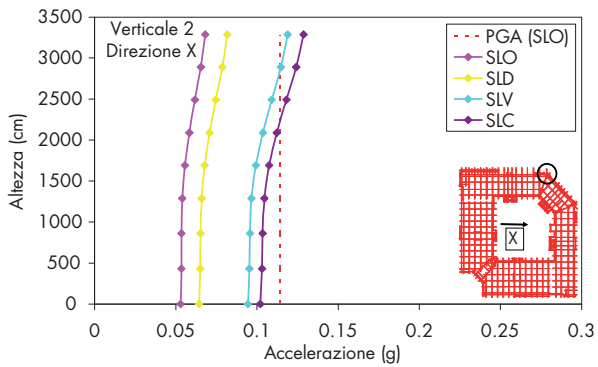 Verticale 2
Direzione X
PGA (SLO)
SLO
SLD
SLV
SLC
3500
3000
2500
2000
1500
1000
500
0
Altezza (cm)
X
0
0.05
0.1
0.15
0.2
0.25
0.3
Accelerazione (g)